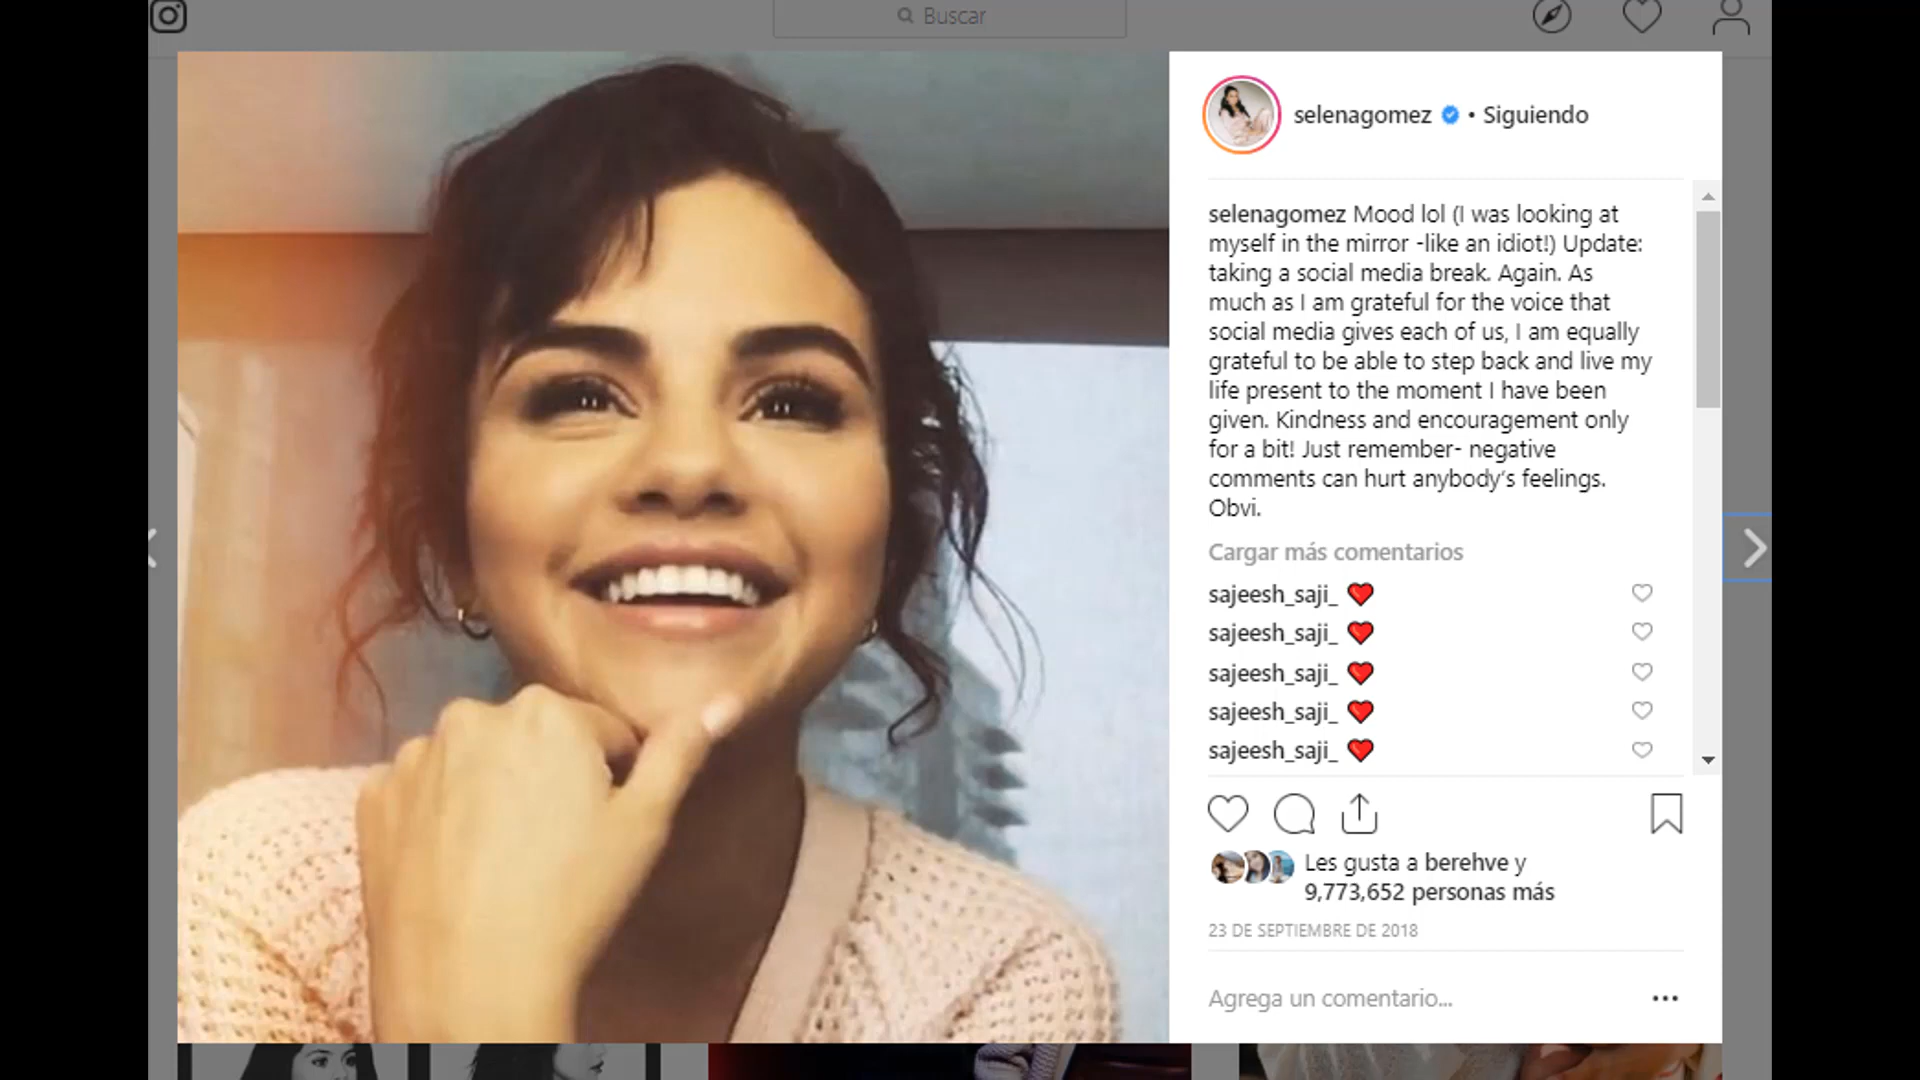 Buscar
selenagomez • Siguiendo
selenagomez Mood lol (I was looking at
myself in the mirror -like an idiot!) Update:
taking a social media break. Again. As
much as I am grateful for the voice that
social media gives each of us, I am equally
grateful to be able to step back and live my
life present to the moment I have been
given. Kindness and encouragement only
for a bit! Just remember- negative
comments can hurt anybody's feelings.
Obvi.
Cargar más comentarios
sajeesh_saji_ ❤️
sajeesh_saji_ ❤️
sajeesh_saji_ ❤️
sajeesh_saji_ ❤️
sajeesh_saji_ ❤️
Les gusta a berehve y
9,773,652 personas más
23 DE SEPTIEMBRE DE 2018
Agrega un comentario...